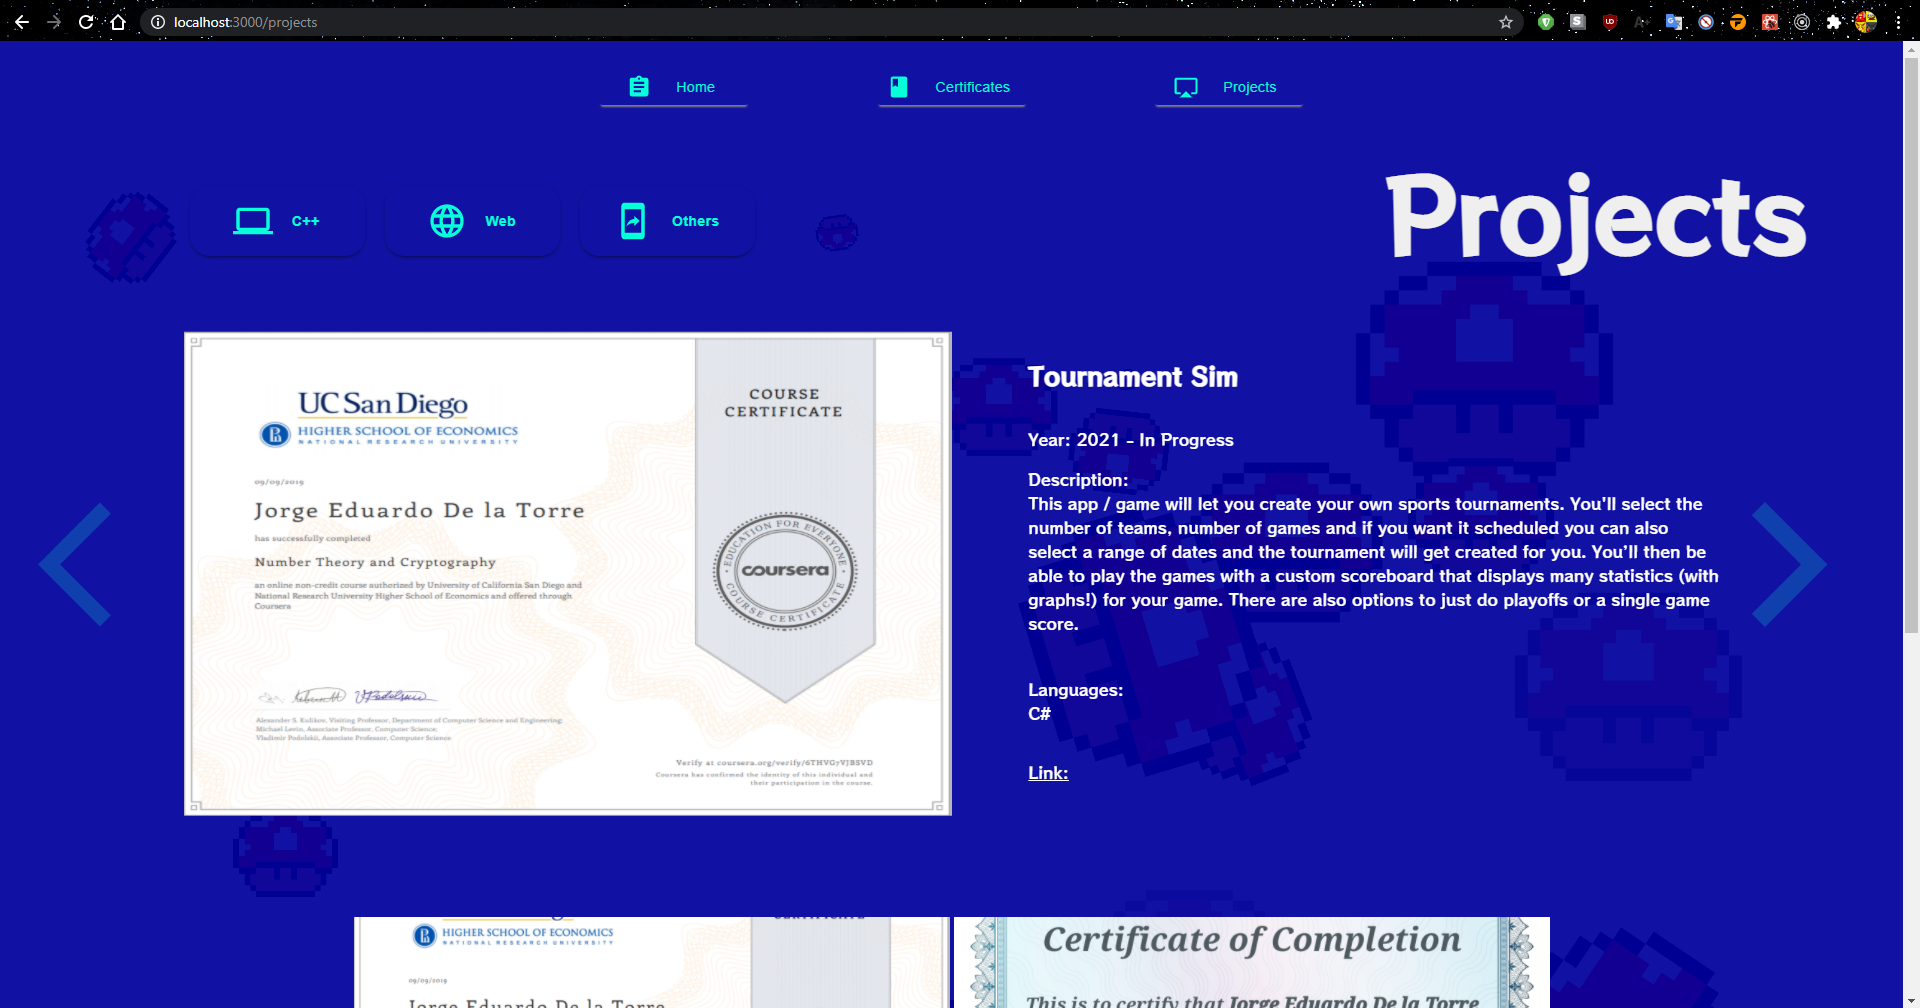 localhost:3000/projects
Home
Certificates
Projects
C++
Web
Others
Projects
UC San Diego
HIGHER SCHOOL OF ECONOMICS
NATIONAL RESEARCH UNIVERSITY
09/09/2019
Jorge Eduardo De la Torre
has successfully completed
Number Theory and Cryptography
an online non-credit course authorized by University of California San Diego and
National Research University Higher School of Economics and offered through
Coursera
COURSE
CERTIFICATE
EDUCATION FOR EVERYONE
coursera
COURSE CERTIFICATE
Alexander S. Kulikov, Visiting Professor, Department of Computer Science and Engineering;
Michael Levin, Associate Professor, Computer Science;
Vladimir Podolskii, Associate Professor, Computer Science
Verify at coursera.org/verify/6THVG7VJBSVD
Coursera has confirmed the identity of this individual and
their participation in the course.
Tournament Sim
Year: 2021 - In Progress
Description:
This app / game will let you create your own sports tournaments. You'll select the
number of teams, number of games and if you want it scheduled you can also
select a range of dates and the tournament will get created for you. You'll then be
able to play the games with a custom scoreboard that displays many statistics (with
graphs!) for your game. There are also options to just do playoffs or a single game
score.
Languages:
C#
Link:
HIGHER SCHOOL OF ECONOMICS
NATIONAL RESEARCH UNIVERSITY
09/09/2019
Jorge Eduardo De la Torre
CERTIFICATE
Certificate of Completion
This is to certify that Jorge Eduardo De la Torre